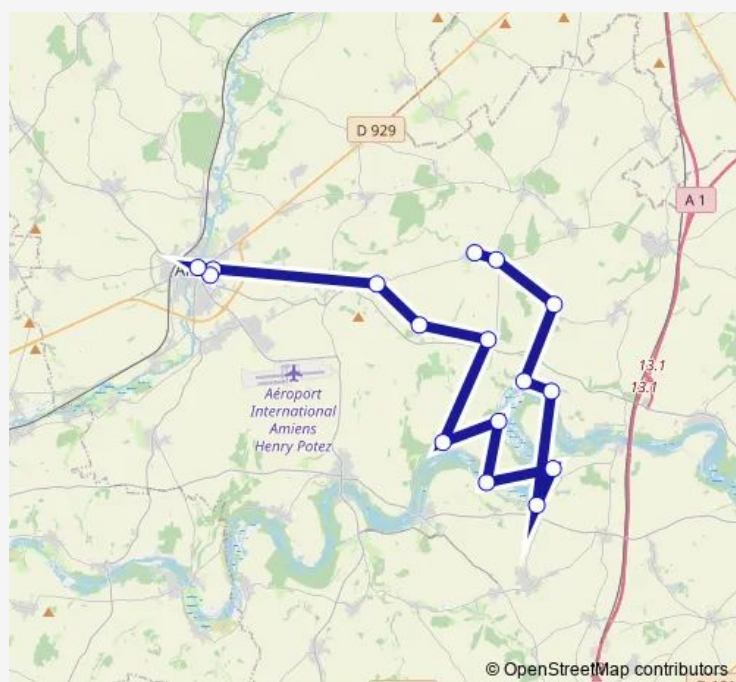 D 929
A 1
13.1
13.1
Aéroport
International
Amiens
Henry Potez
© OpenStreetMap contributors